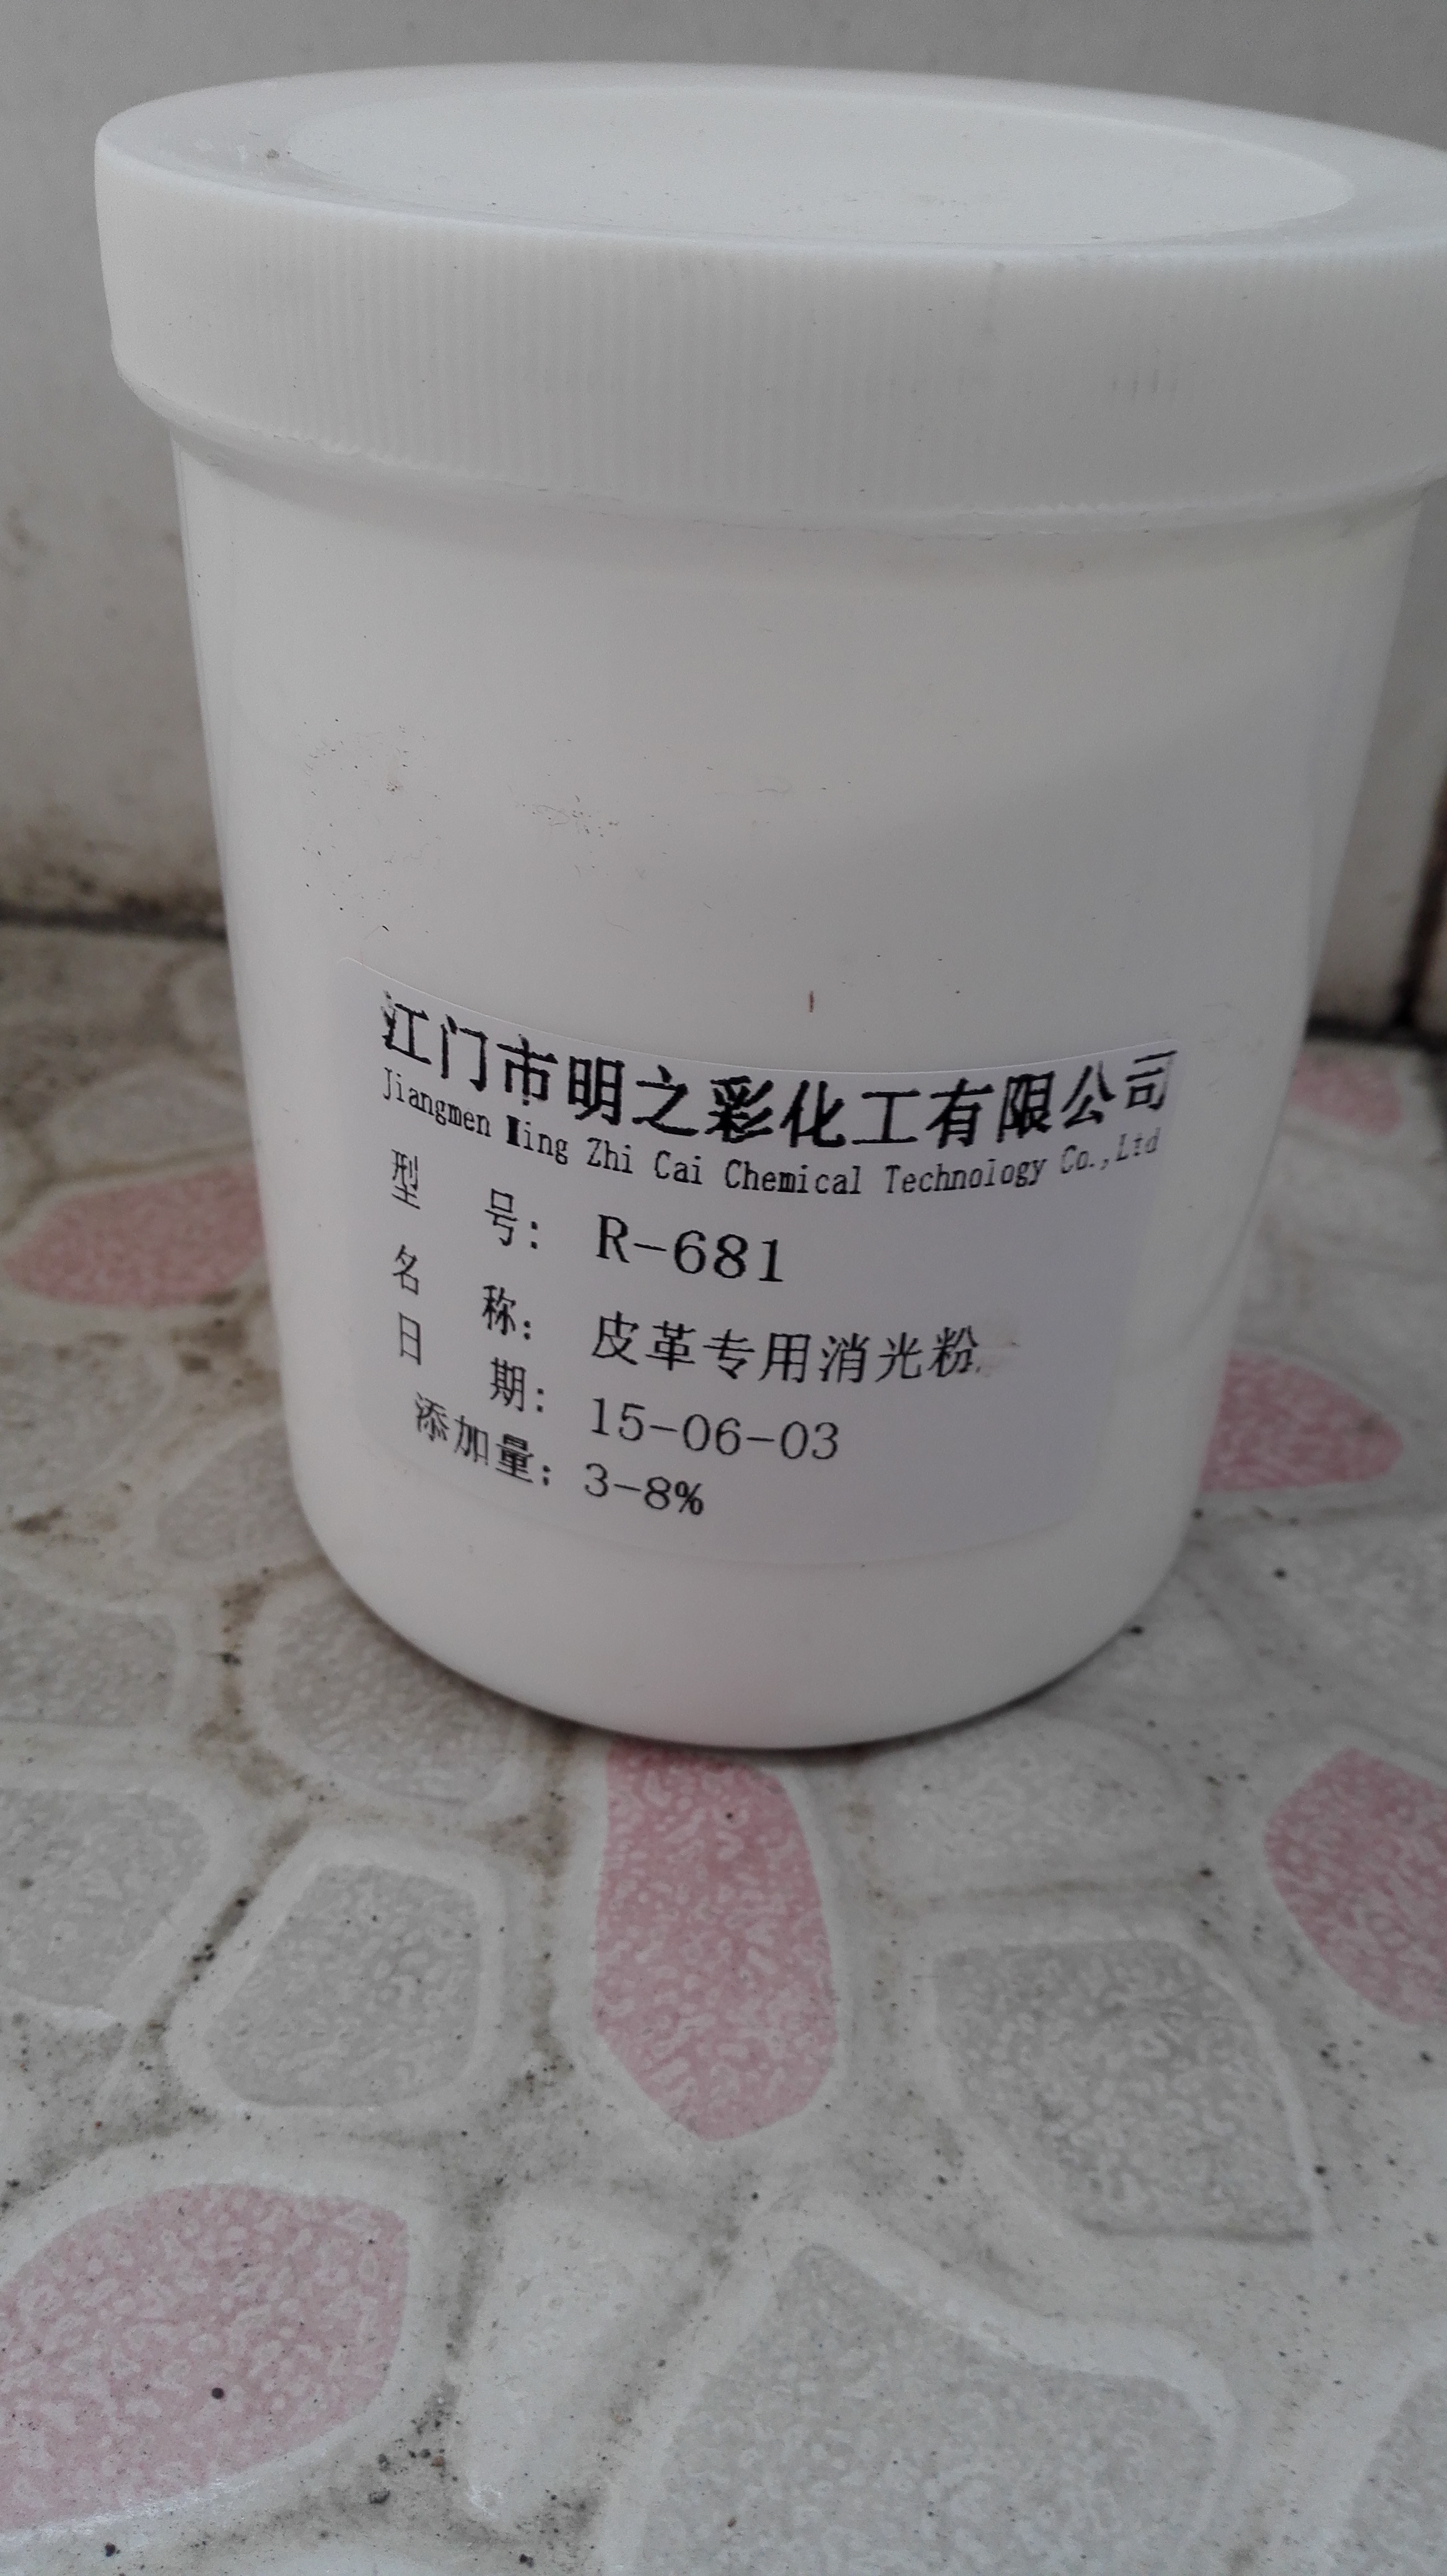 江门市明之彩化工有限公司
Jiangmen Ming Zhi Cai Chemical Technology Co.,Ltd
型 号: R-681
名 称: 皮革专用消光粉
日 期: 15-06-03
添加量: 3-8%